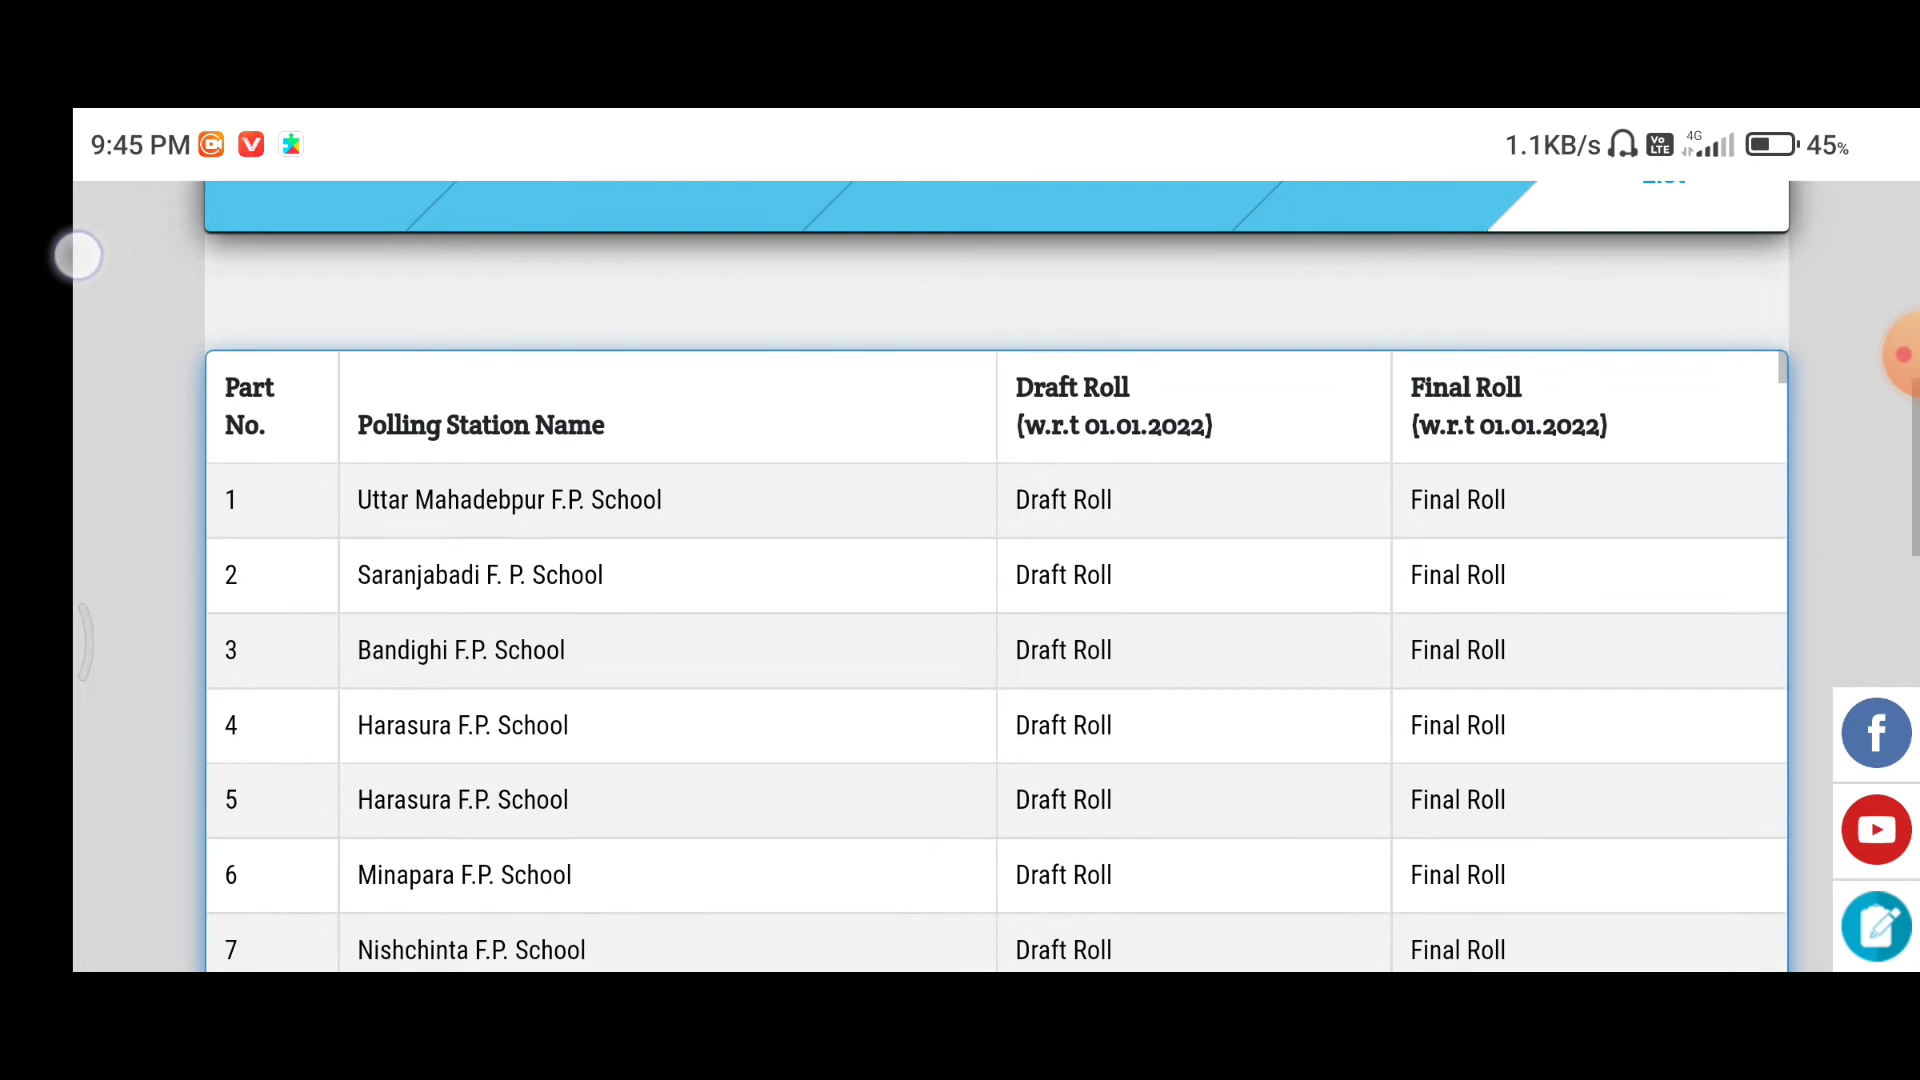 9:45 PM
1.1KB/s Vo LTE 4G 45%
Part No. Polling Station Name Draft Roll (w.r.t 01.01.2022) Final Roll (w.r.t 01.01.2022)
1 Uttar Mahadebpur F.P. School Draft Roll Final Roll
2 Saranjabadi F. P. School Draft Roll Final Roll
3 Bandighi F.P. School Draft Roll Final Roll
4 Harasura F.P. School Draft Roll Final Roll
5 Harasura F.P. School Draft Roll Final Roll
6 Minapara F.P. School Draft Roll Final Roll
7 Nishchinta F.P. School Draft Roll Final Roll